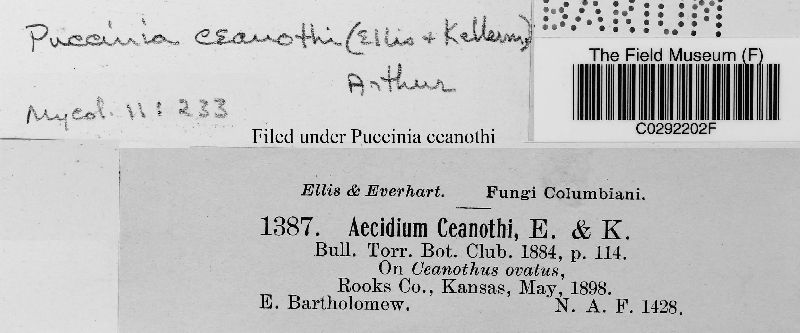 Puccinia ceanothi (Ellis & Kellerm)
Arthur
Mycol. 11: 233
Filed under Puccinia ceanothi
The Field Museum (F)
C0292202F
Ellis & Everhart. Fungi Columbiani.
1387. Aecidium Ceanothi, E. & K.
Bull. Torr. Bot. Club. 1884, p. 114.
On Ceanothus ovatus,
Rooks Co., Kansas, May, 1898.
E. Bartholomew. N. A. F. 1428.